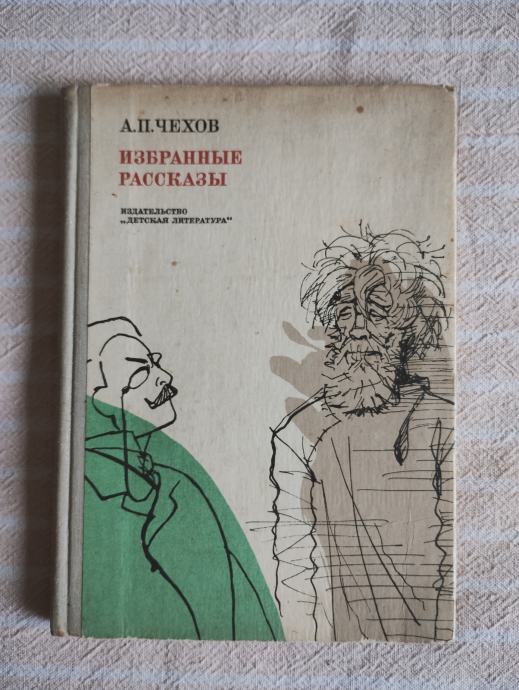 А.П.ЧЕХОВ
ИЗБРАННЫЕ
РАССКАЗЫ
ИЗДАТЕЛЬСТВО
„ДЕТСКАЯ ЛИТЕРАТУРА“